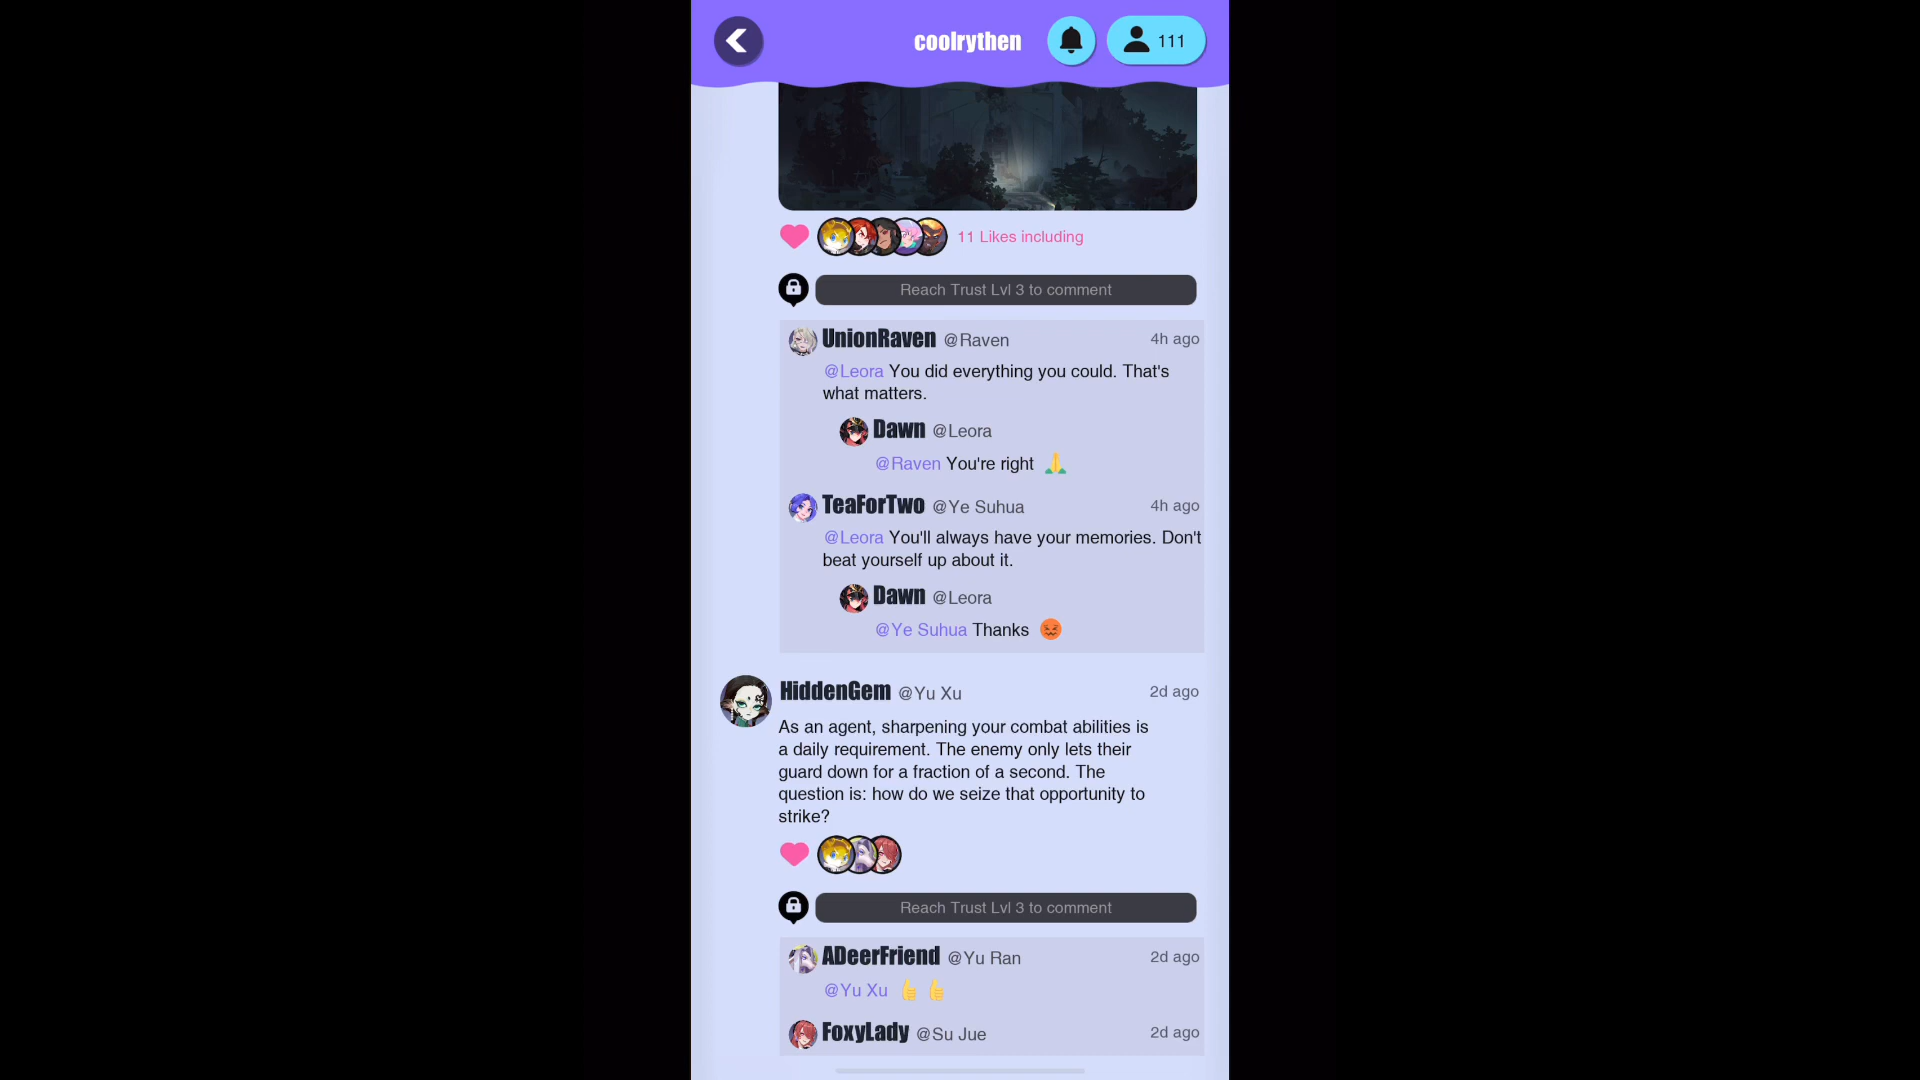 coolrythen
111
11 Likes including
Reach Trust Lvl 3 to comment
UnionRaven @Raven 4h ago
@Leora You did everything you could. That's
what matters.
Dawn @Leora
@Raven You're right 🙏
TeaForTwo @Ye Suhua 4h ago
@Leora You'll always have your memories. Don't
beat yourself up about it.
Dawn @Leora
@Ye Suhua Thanks 😖
HiddenGem @Yu Xu 2d ago
As an agent, sharpening your combat abilities is
a daily requirement. The enemy only lets their
guard down for a fraction of a second. The
question is: how do we seize that opportunity to
strike?
Reach Trust Lvl 3 to comment
ADeerFriend @Yu Ran 2d ago
@Yu Xu 👍 👍
FoxyLady @Su Jue 2d ago